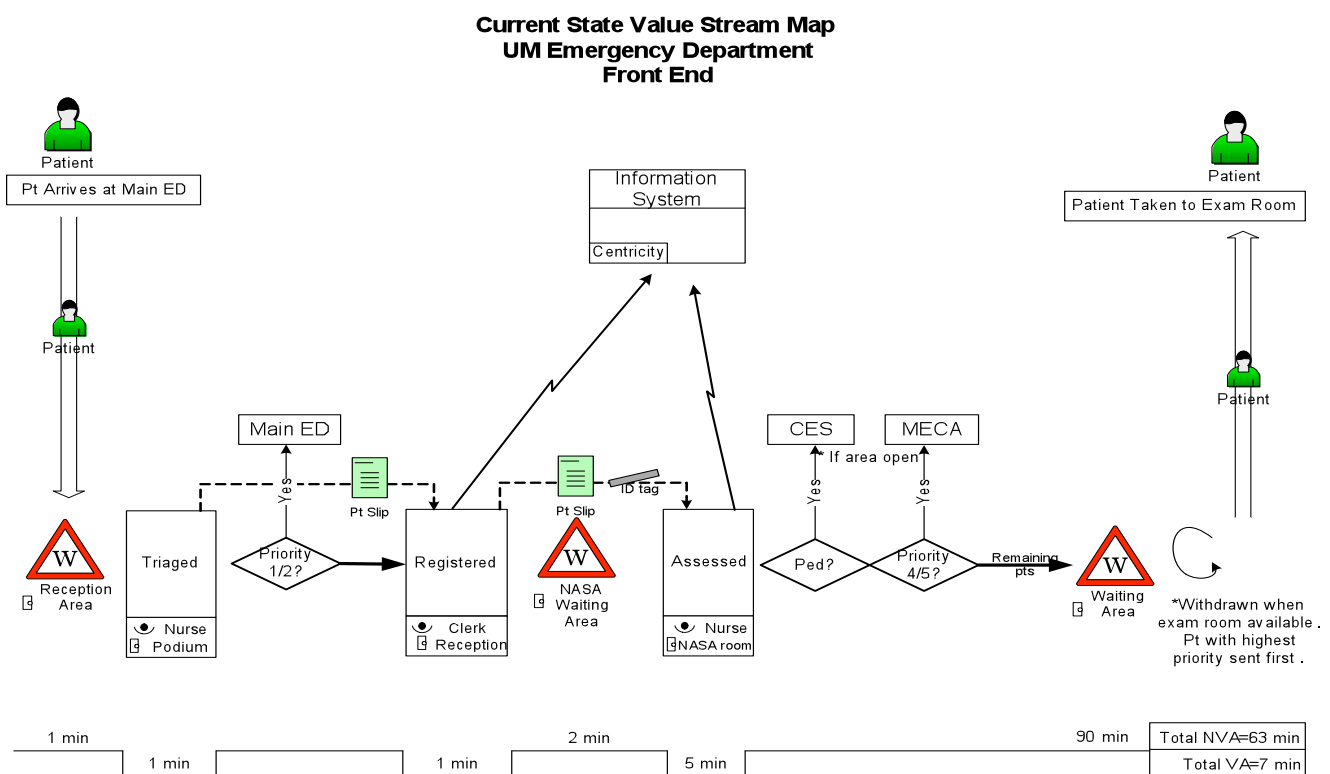 Current State Value Stream Map
UM Emergency Department
Front End
Patient
Pt Arrives at Main ED
Patient
Information
System
Centricity
Patient
Patient Taken to Exam Room
Patient
Main ED
Yes
Pt Slip
Pt Slip
ID tag
CES
* If area open
Yes
MECA
Yes
W
Reception
Area
Triaged
Nurse
Podium
Priority
1/2?
Registered
Clerk
Reception
W
NASA
Waiting
Area
Assessed
Nurse
NASA room
Ped?
Priority
4/5?
Remaining
pts
W
Waiting
Area
*Withdrawn when
exam room available .
Pt with highest
priority sent first .
1 min
1 min
1 min
2 min
5 min
90 min
Total NVA=63 min
Total VA=7 min